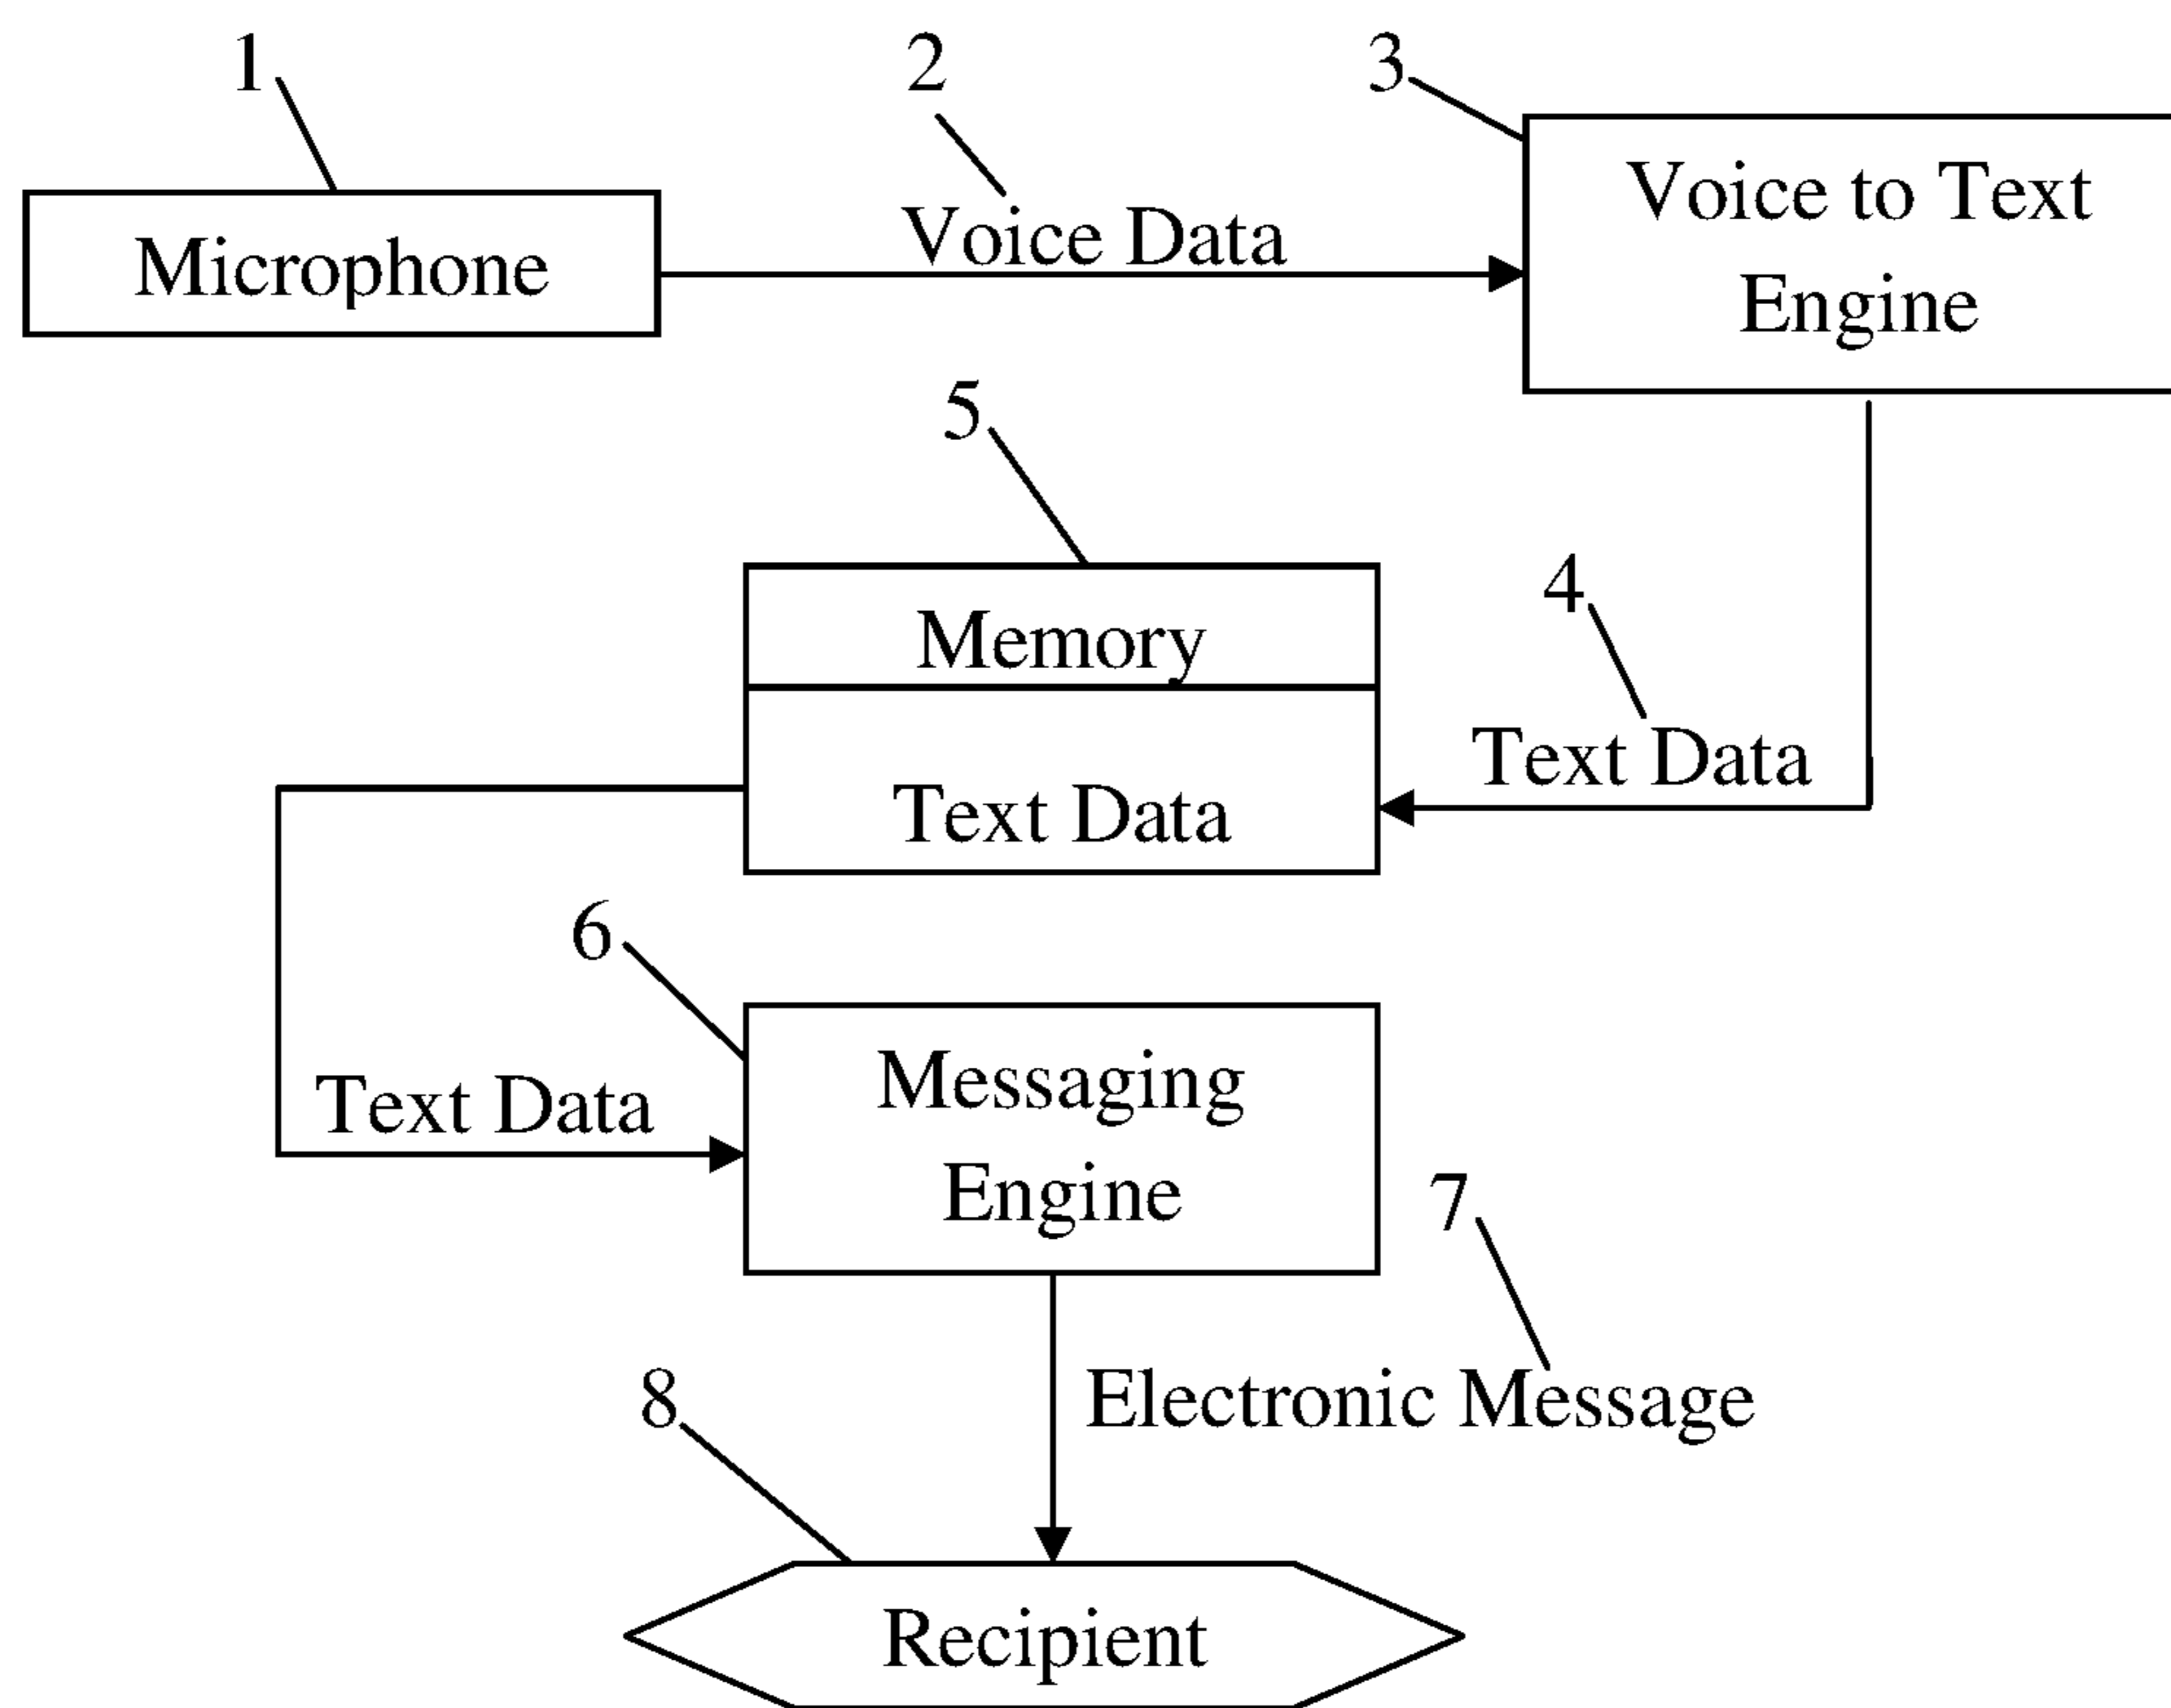 1
2
3
Microphone
Voice Data
Voice to Text
Engine
5
Memory
4
Text Data
Text Data
6
Text Data
Messaging
Engine
7
Electronic Message
8
Recipient